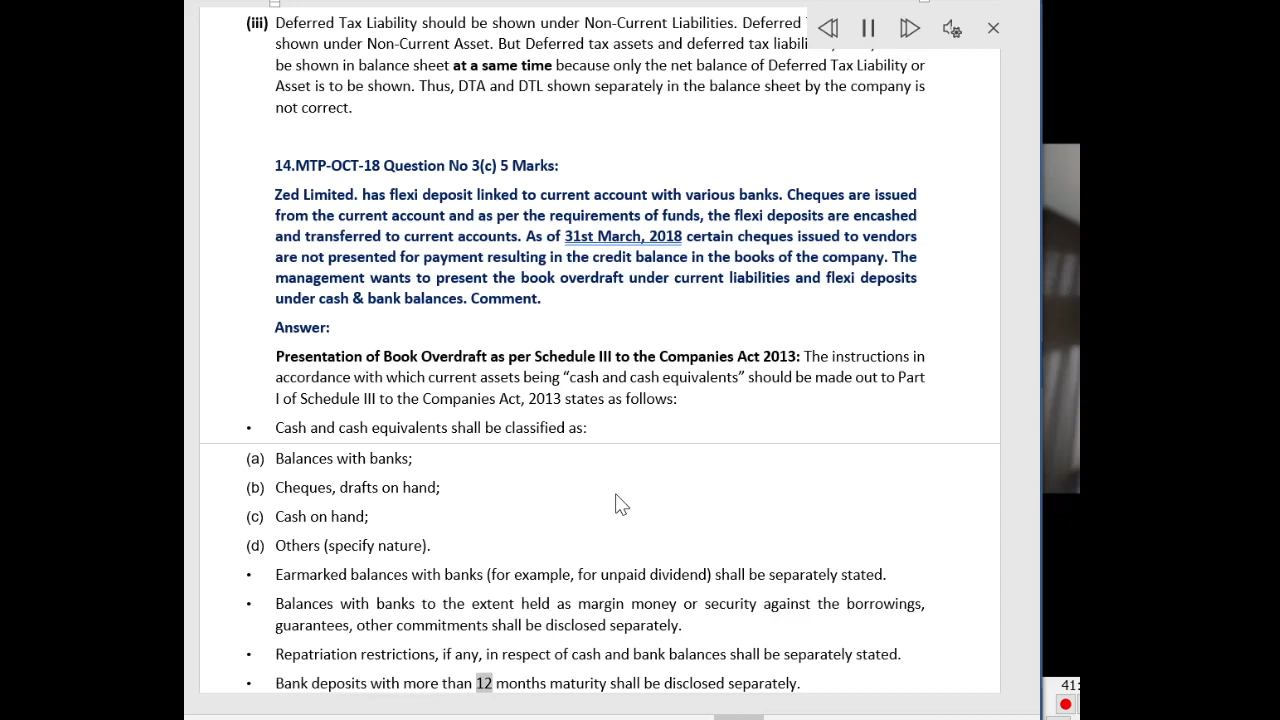 (iii) Deferred Tax Liability should be shown under Non-Current Liabilities. Deferred
shown under Non-Current Asset. But Deferred tax assets and deferred tax
be shown in balance sheet at a same time because only the net balance of Deferred Tax Liability or
Asset is to be shown. Thus, DTA and DTL shown separately in the balance sheet by the company is
not correct.
14.MTP-OCT-18 Question No 3(c) 5 Marks:
Zed Limited. has flexi deposit linked to current account with various banks. Cheques are issued
from the current account and as per the requirements of funds, the flexi deposits are encashed
and transferred to current accounts. As of 31st March, 2018 certain cheques issued to vendors
are not presented for payment resulting in the credit balance in the books of the company. The
management wants to present the book overdraft under current liabilities and flexi deposits
under cash & bank balances. Comment.
Answer:
Presentation of Book Overdraft as per Schedule III to the Companies Act 2013: The instructions in
accordance with which current assets being “cash and cash equivalents” should be made out to Part
I of Schedule III to the Companies Act, 2013 states as follows:
• Cash and cash equivalents shall be classified as:
(a) Balances with banks;
(b) Cheques, drafts on hand;
(c) Cash on hand;
(d) Others (specify nature).
• Earmarked balances with banks (for example, for unpaid dividend) shall be separately stated.
• Balances with banks to the extent held as margin money or security against the borrowings,
guarantees, other commitments shall be disclosed separately.
• Repatriation restrictions, if any, in respect of cash and bank balances shall be separately stated.
• Bank deposits with more than 12 months maturity shall be disclosed separately.